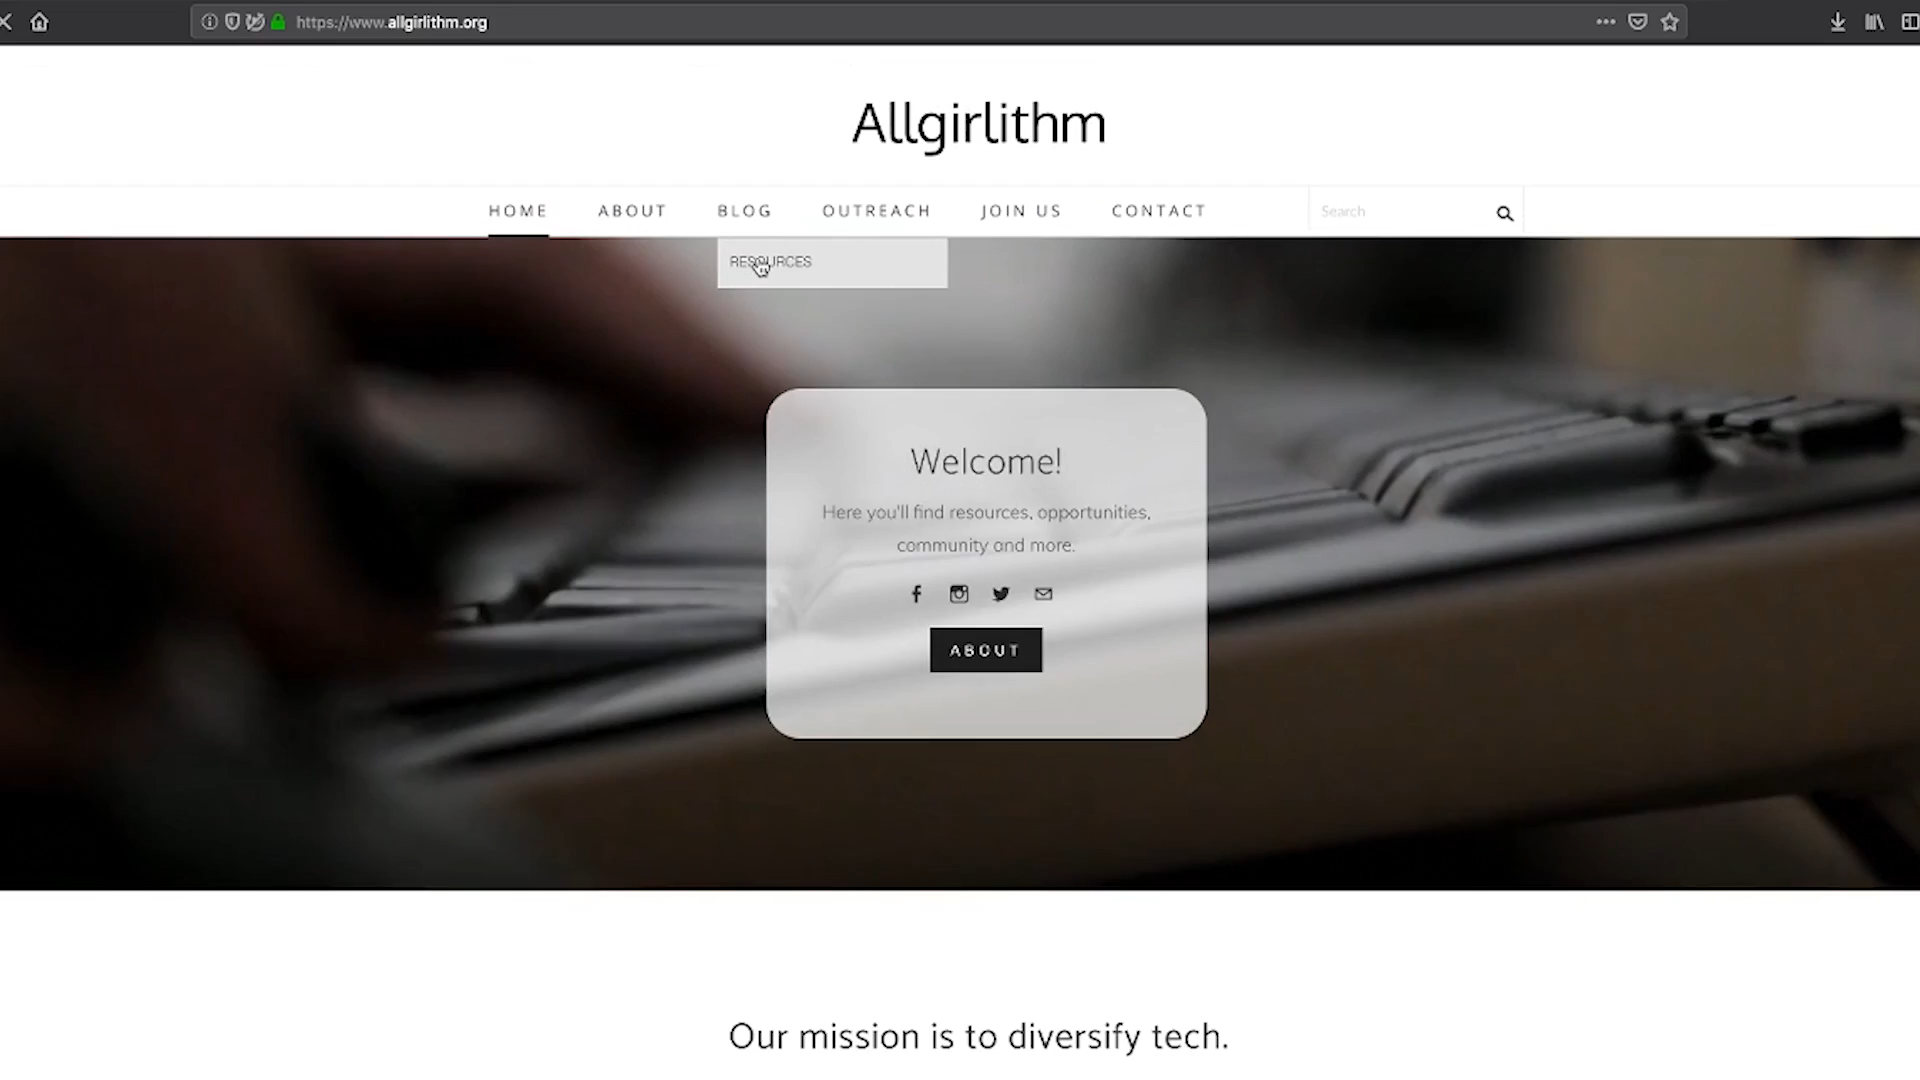 https://www.allgirlithm.org
Allgirlithm
HOME ABOUT BLOG OUTREACH JOIN US CONTACT Search
RESOURCES
Welcome!
Here you'll find resources, opportunities,
community and more.
ABOUT
Our mission is to diversify tech.